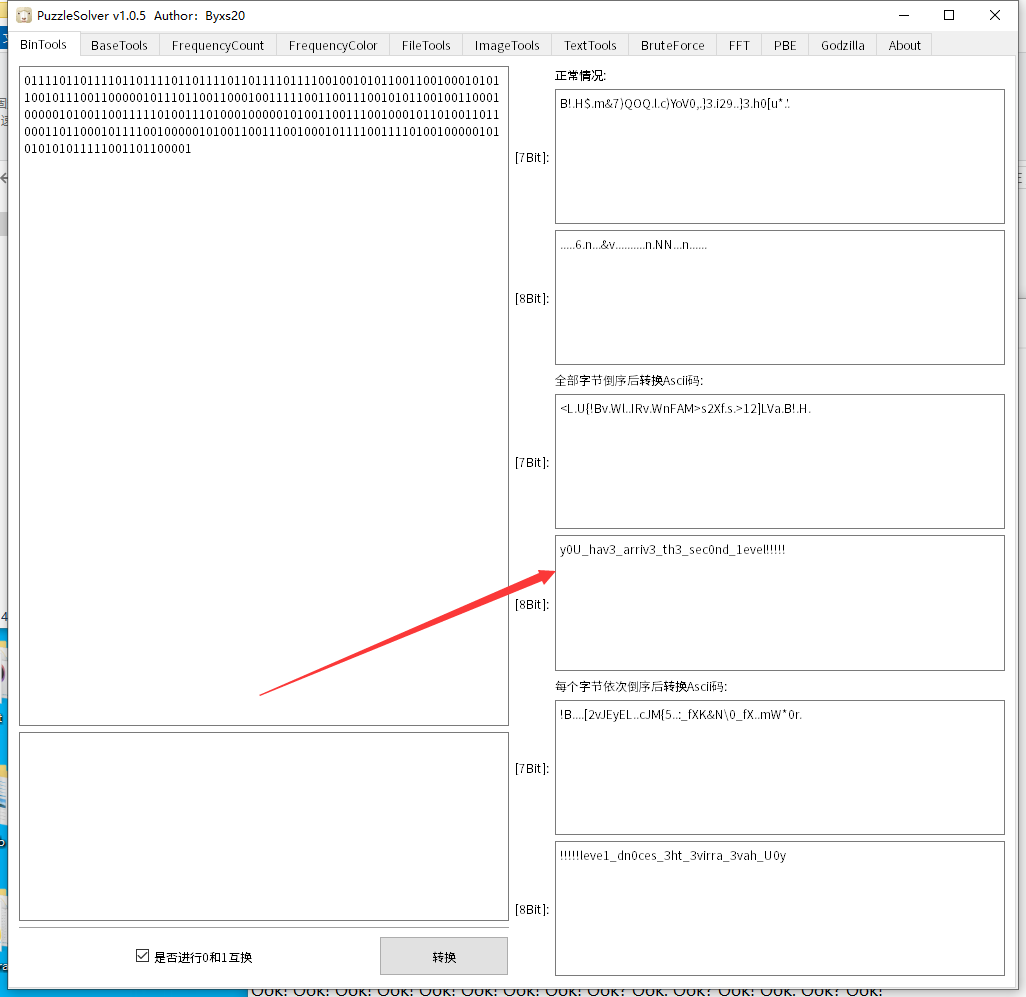 PuzzleSolver v1.0.5 Author: Byxs20
BinTools BaseTools FrequencyCount FrequencyColor FileTools ImageTools TextTools BruteForce FFT PBE Godzilla About
0111101101111011011110110111101101111011110010010101100110010001010
1100101110011000001011101100110001001111100110011100101011001001100 01
正常情况:
B!.H$.m&7)QOQ.l.c)YoV0,.}3.i29..}3.h0[u*.'.
[7Bit]:
.....6.n...&v..........n.NN...n......
[8Bit]:
全部字节倒序后转换Ascii码:
<L.U{!Bv.Wl..IRv.WnFAM>s2Xf.s.>12]LVa.B!.H.
[7Bit]:
y0U_hav3_arriv3_th3_sec0nd_1evel!!!!!
[8Bit]:
每个字节依次倒序后转换Ascii码:
!B....[2vJEyEL..cJM{5..:_fXK&N\0_fX..mW*0r.
[7Bit]:
!!!!!leve1_dn0ces_3ht_3virra_3vah_U0y
[8Bit]:
是否进行0和1互换
转换
Ook! Ook! Ook! Ook! Ook! Ook! Ook! Ook! Ook? Ook. Ook? Ook! Ook. Ook? Ook!